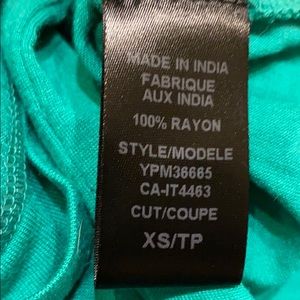 MADE IN INDIA
FABRIQUE
AUX INDIA
100% RAYON
STYLE/MODELE
YPM36665
CA-IT4463
CUT/COUPE
XS/TP